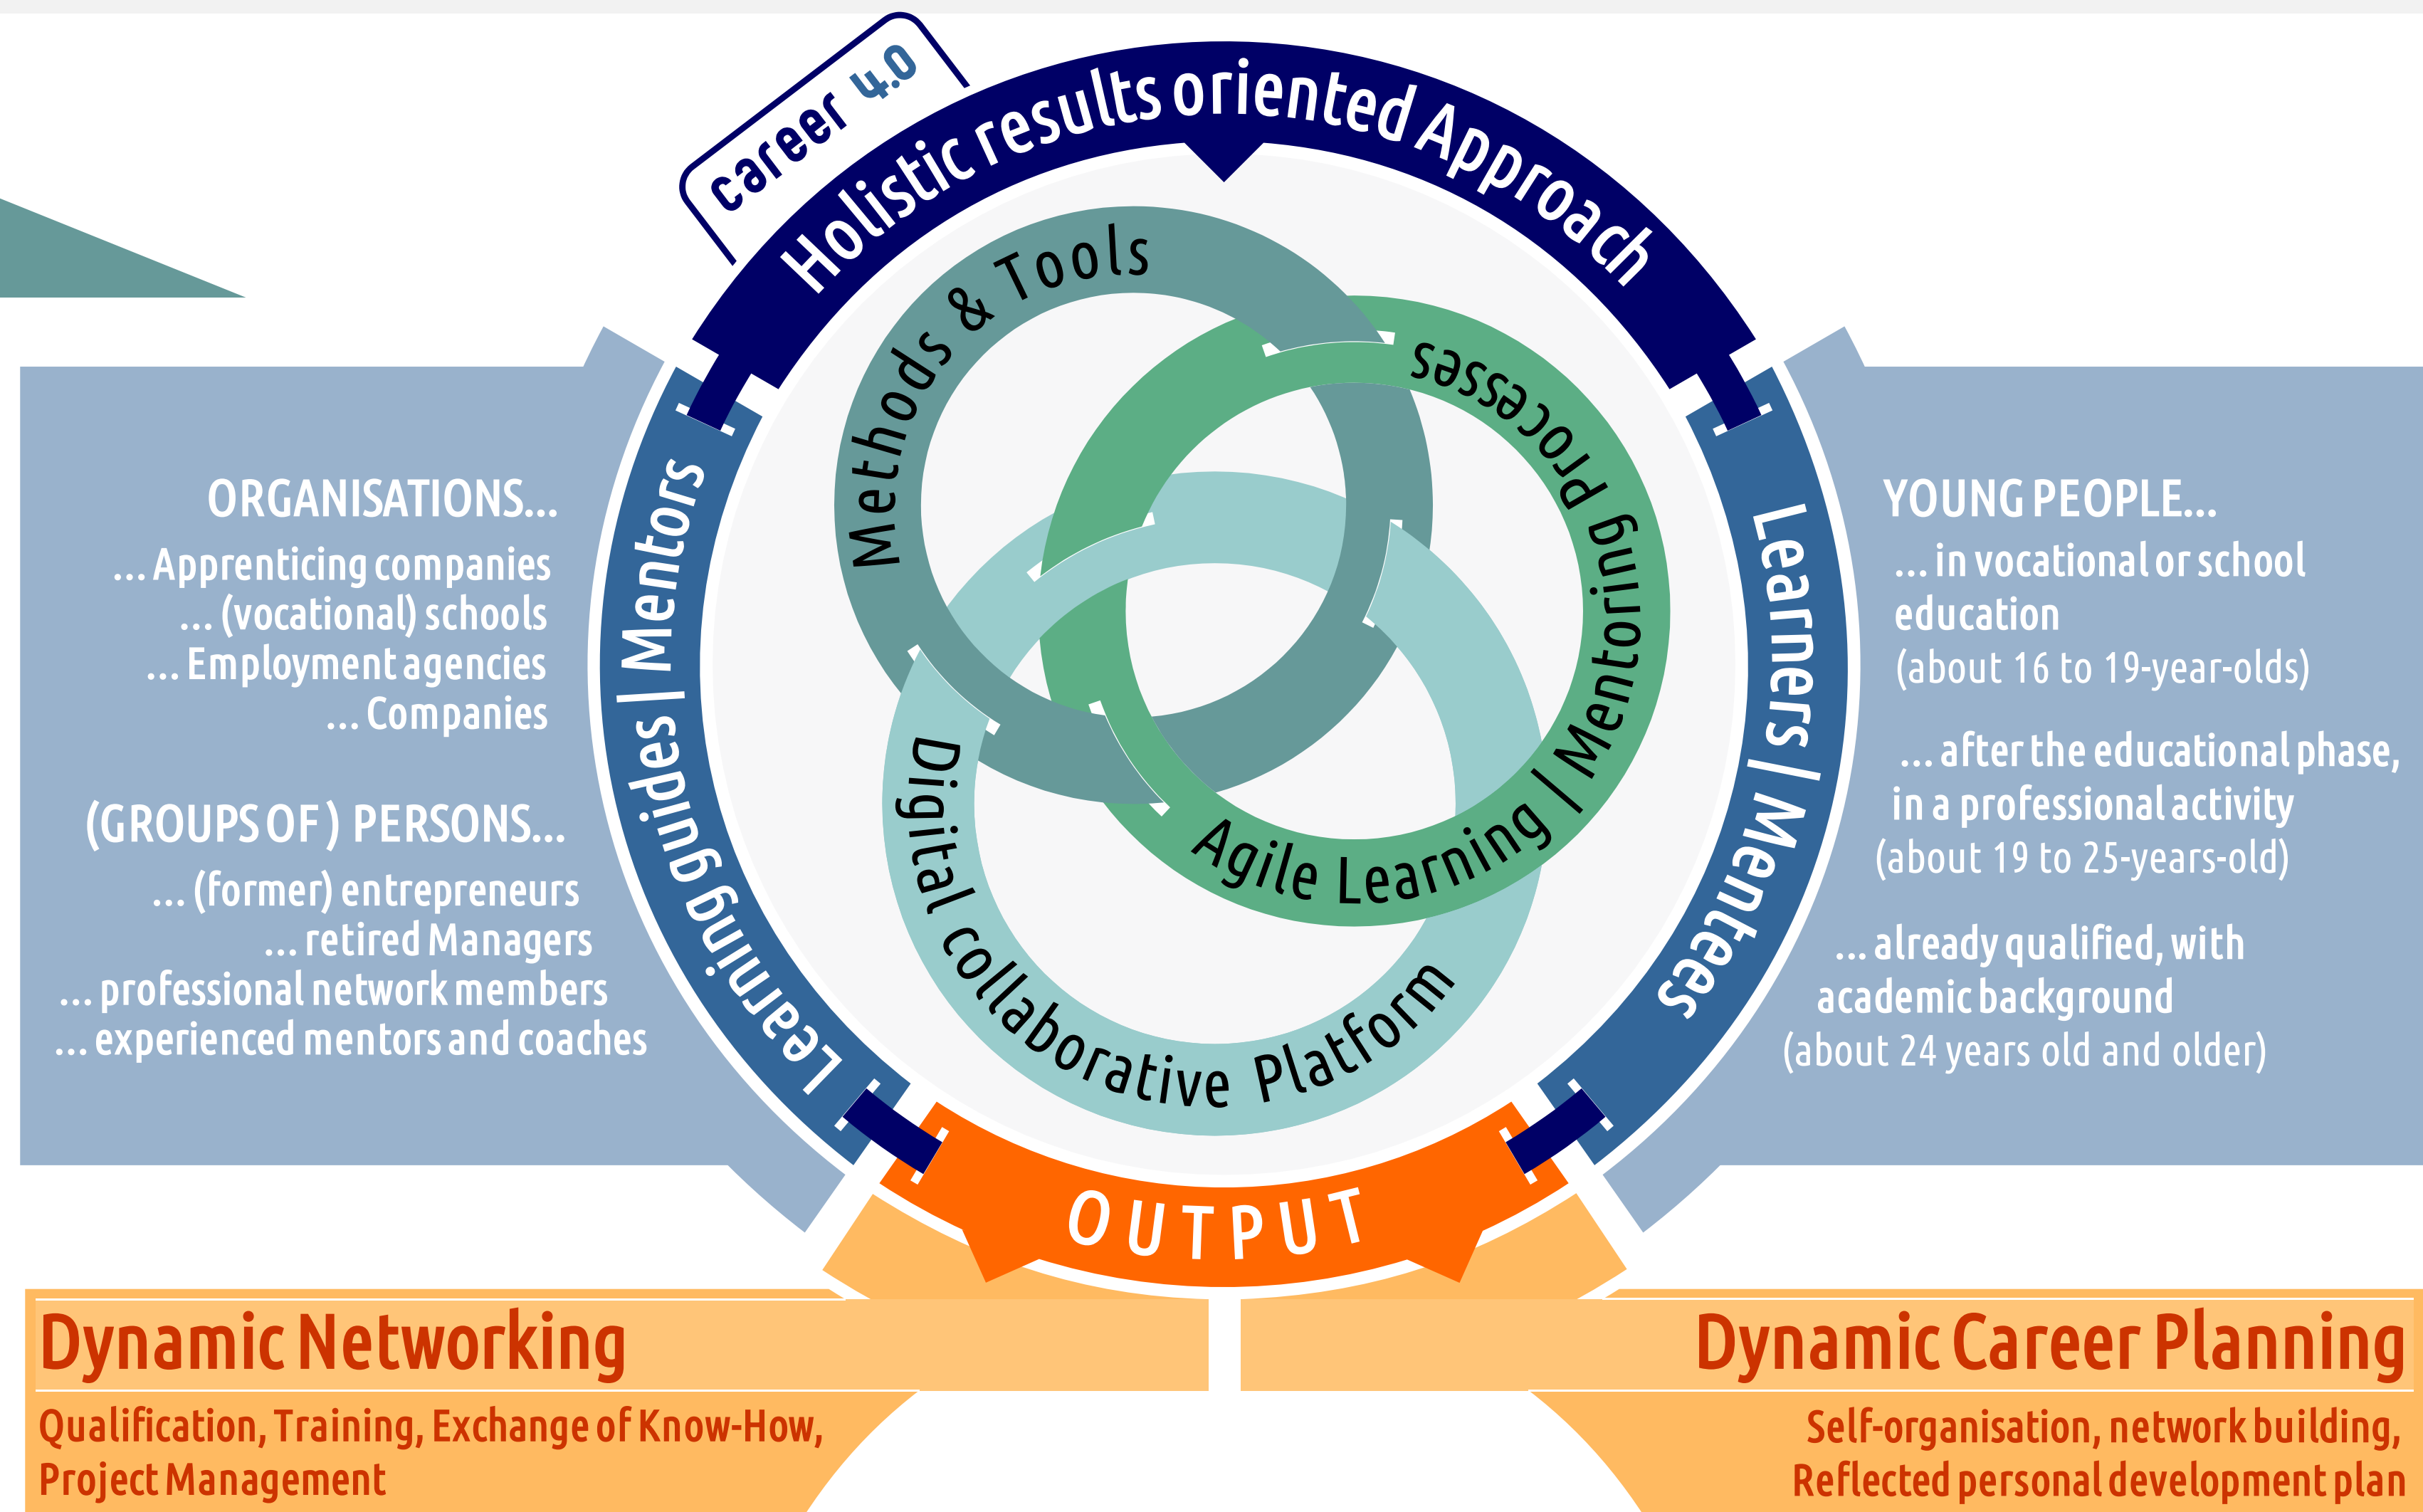 career 4.0
Holistic results oriented Approach
Methods & Tools
Agile Learning | Mentoring Processes
Digital collaborative Platform
Learning guides | Mentors
Learners | Mentees
ORGANISATIONS...
... Apprenticing companies
... (vocational) schools
... Employment agencies
... Companies
(GROUPS OF ) PERSONS...
... (former) entrepreneurs
... retired Managers
... professional network members
... experienced mentors and coaches
YOUNG PEOPLE...
... in vocational or school
education
(about 16 to 19-year-olds)
... after the educational phase,
in a professional activity
(about 19 to 25-years-old)
... already qualified, with
academic background
(about 24 years old and older)
OUTPUT
Dynamic Networking
Qualification, Training, Exchange of Know-How,
Project Management
Dynamic Career Planning
Self-organisation, network building,
Reflected personal development plan